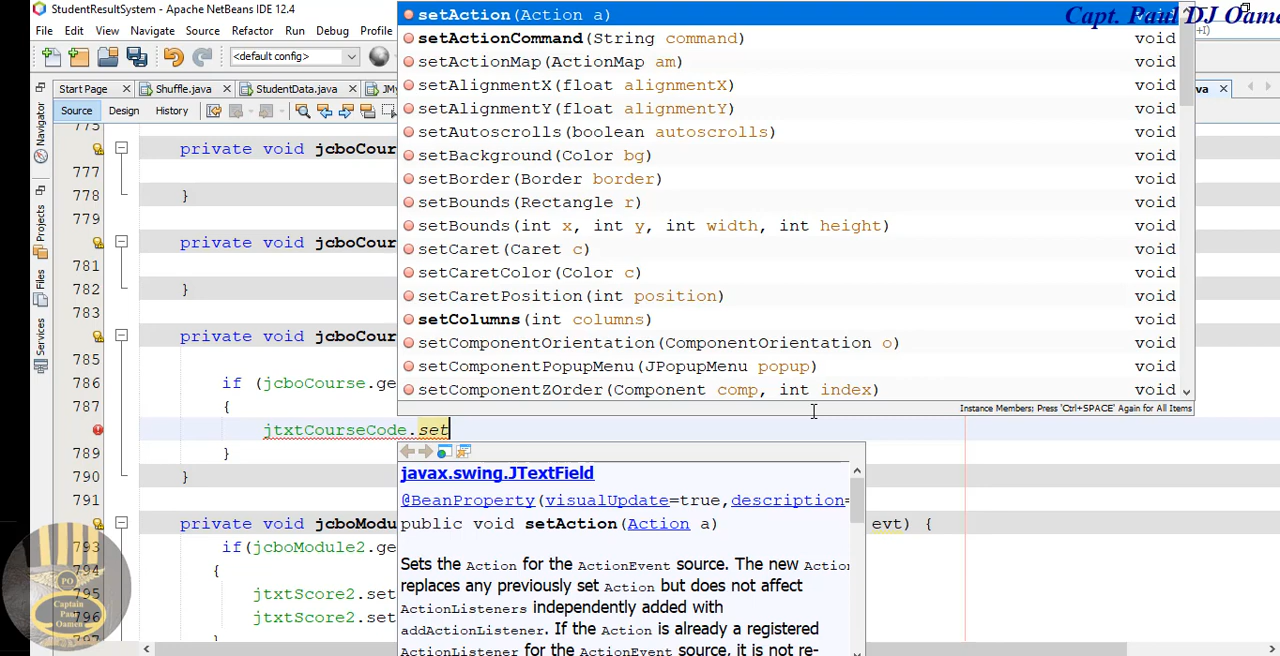 StudentResultSystem - Apache NetBeans IDE 12.4
Capt. Paul DJ Oamen
File Edit View Navigate Source Refactor Run Debug Profile
+I)
<default config>
Start Page Shuffle.java StudentData.java
Source Design History
Navigator
Projects
Files
Services
setAction(Action a) void
setActionCommand(String command) void
setActionMap(ActionMap am) void
setAlignmentX(float alignmentX) void
setAlignmentY(float alignmentY) void
setAutoscrolls(boolean autoscrolls) void
setBackground(Color bg) void
setBorder(Border border) void
setBounds(Rectangle r) void
setBounds(int x, int y, int width, int height) void
setCaret(Caret c) void
setCaretColor(Color c) void
setCaretPosition(int position) void
setColumns(int columns) void
setComponentOrientation(ComponentOrientation o) void
setComponentPopupMenu(JPopupMenu popup) void
setComponentZOrder(Component comp, int index) void
Instance Members; Press 'Ctrl+SPACE' Again for All Items
775
private void jcboCour
777
778 }
779
private void jcboCour
781
782 }
783
private void jcboCour
785
786 if (jcboCourse.ge
787 {
jtxtCourseCode.set
789 }
790 }
791
private void jcboModu evt) {
793 if(jcboModule2.ge
794 {
795 jtxtScore2.set
796 jtxtScore2.set
797 }
javax.swing.JTextField
@BeanProperty(visualUpdate=true,description=
public void setAction(Action a)
Sets the Action for the ActionEvent source. The new Action
replaces any previously set Action but does not affect
ActionListeners independently added with
addActionListener. If the Action is already a registered
ActionListener for the ActionEvent source, it is not re-
PO
Captain
Paul
Oamen